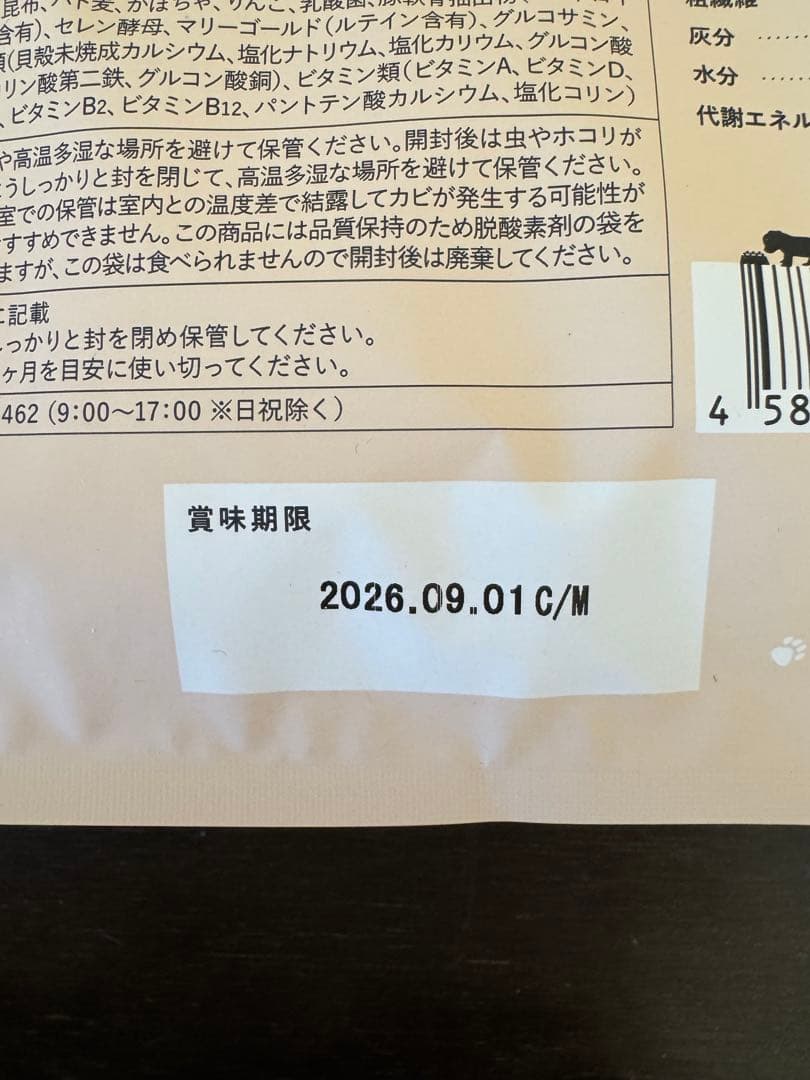 昆布、ハト麦、かぼちゃ、りんご、乳酸菌、豚軟骨抽出物、
含有)、セレン酵母、マリーゴールド(ルテイン含有)、グルコサミン、
類(貝殻未焼成カルシウム、塩化ナトリウム、塩化カリウム、グルコン酸
リン酸第二鉄、グルコン酸銅)、ビタミン類(ビタミンA、ビタミンD、
、ビタミンB2、ビタミンB12、パントテン酸カルシウム、塩化コリン)
や高温多湿な場所を避けて保管ください。開封後は虫やホコリが
ようしっかりと封を閉じて、高温多湿な場所を避けて保管ください。
室での保管は室内との温度差で結露してカビが発生する可能性が
おすすめできません。この商品には品質保持のため脱酸素剤の袋を
ますが、この袋は食べられませんので開封後は廃棄してください。
に記載
しっかりと封を閉め保管してください。
ヶ月を目安に使い切ってください。
462 (9:00〜17:00 ※日祝除く)
粗繊維
灰分 ……
水分 ……
代謝エネル
4 58
賞味期限
2026.09.01 C/M